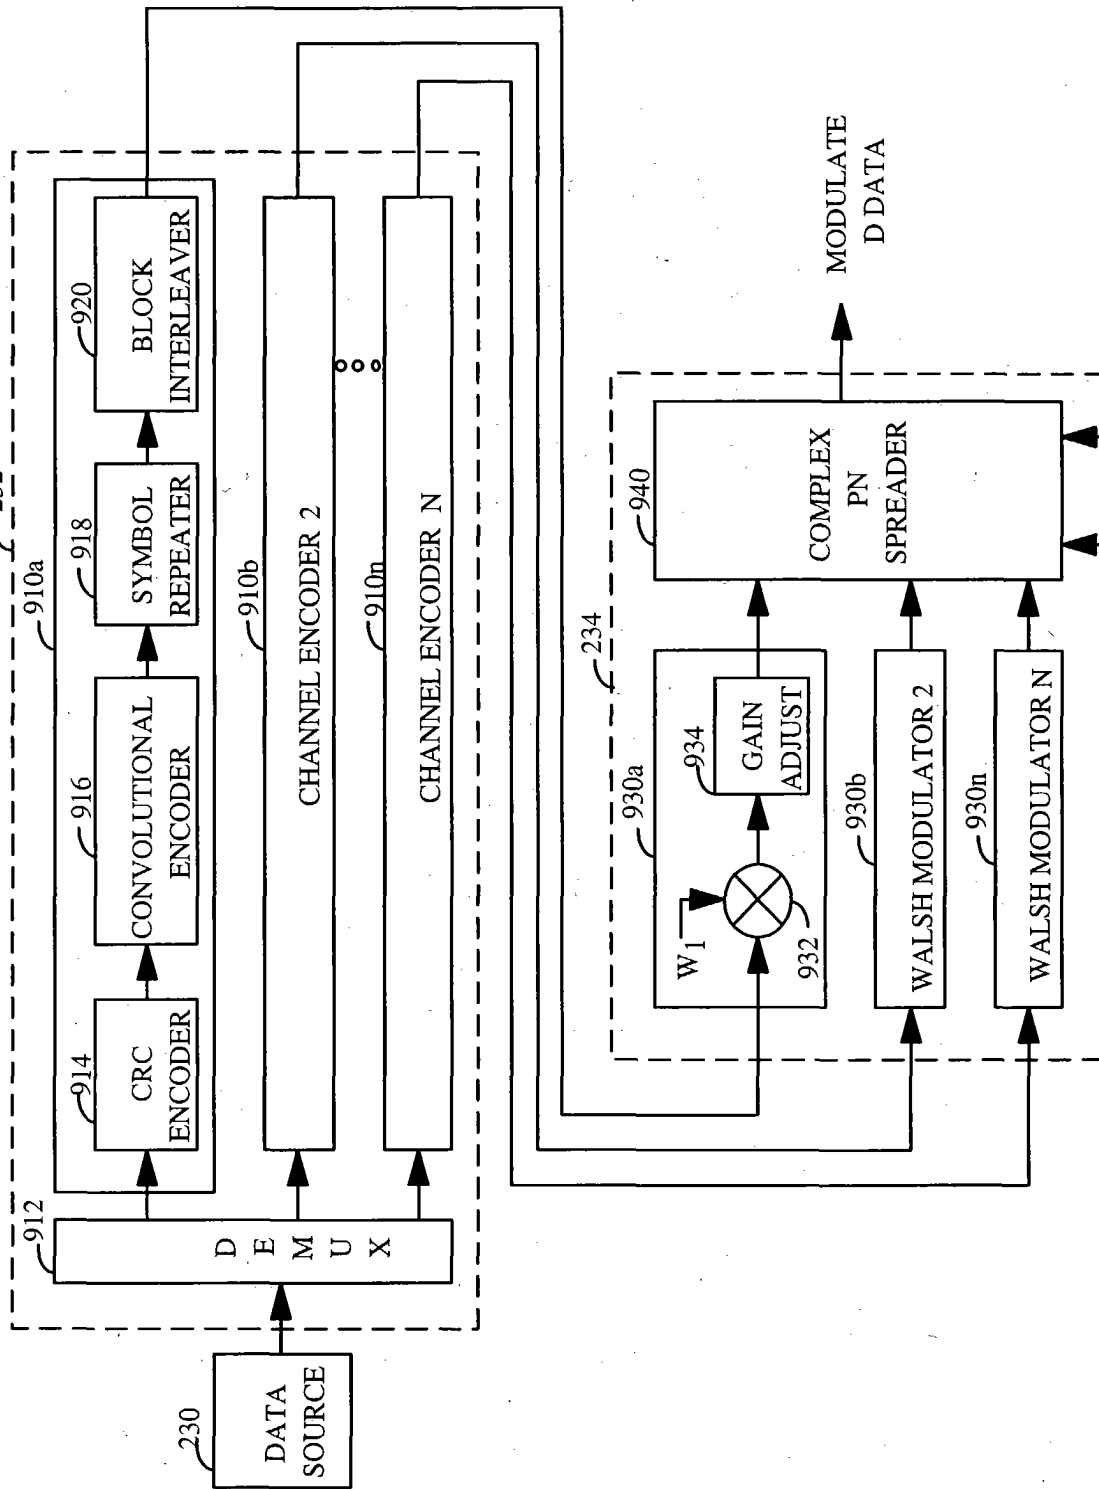 230
DATA
SOURCE
912
D
E
M
U
X
910a
914
CRC
ENCODER
916
CONVOLUTIONAL
ENCODER
918
SYMBOL
REPEATER
920
BLOCK
INTERLEAVER
910b
CHANNEL ENCODER 2
910n
CHANNEL ENCODER N
234
930a
W1
932
934
GAIN
ADJUST
930b
WALSH MODULATOR 2
930n
WALSH MODULATOR N
940
COMPLEX
PN
SPREADER
MODULATE
D DATA